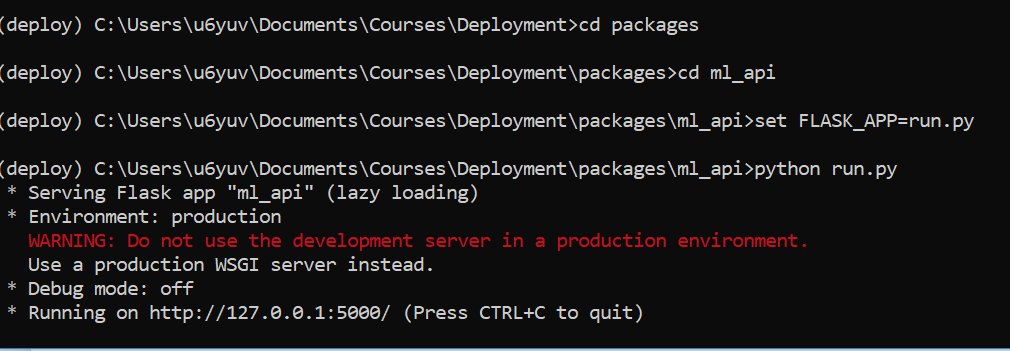 (deploy) C:\Users\u6yuv\Documents\Courses\Deployment>cd packages
(deploy) C:\Users\u6yuv\Documents\Courses\Deployment\packages>cd ml_api
(deploy) C:\Users\u6yuv\Documents\Courses\Deployment\packages\ml_api>set FLASK_APP=run.py
(deploy) C:\Users\u6yuv\Documents\Courses\Deployment\packages\ml_api>python run.py
* Serving Flask app "ml_api" (lazy loading)
* Environment: production
WARNING: Do not use the development server in a production environment.
Use a production WSGI server instead.
* Debug mode: off
* Running on http://127.0.0.1:5000/ (Press CTRL+C to quit)